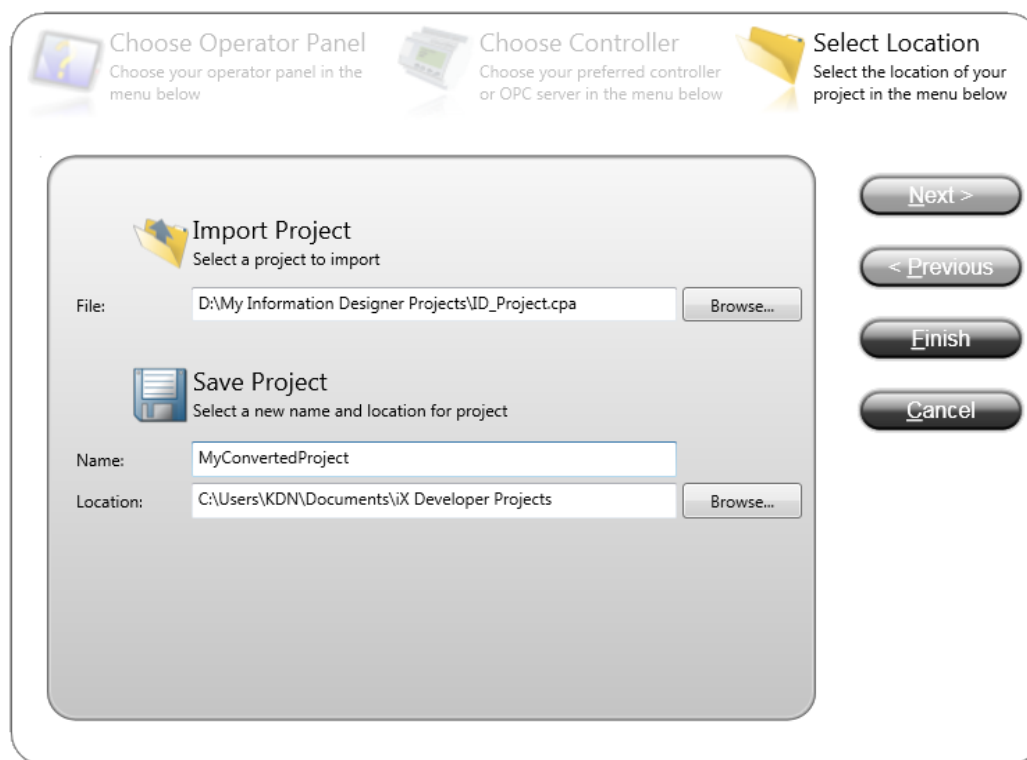 Choose Operator Panel
Choose your operator panel in the
menu below
Choose Controller
Choose your preferred controller
or OPC server in the menu below
Select Location
Select the location of your
project in the menu below
Import Project
Select a project to import
File:
D:\My Information Designer Projects\ID_Project.cpa
Browse...
Save Project
Select a new name and location for project
Name:
MyConvertedProject
Location:
C:\Users\KDN\Documents\iX Developer Projects
Browse...
Next >
< Previous
Finish
Cancel